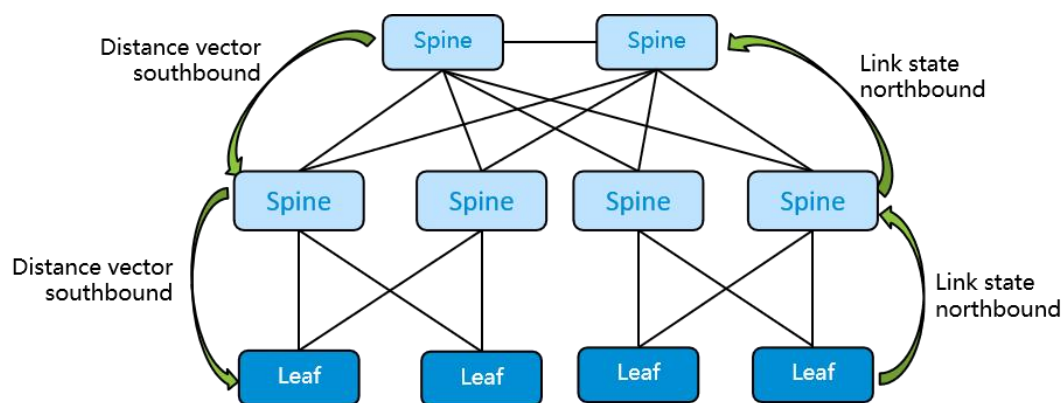 Distance vector
southbound
Spine
Spine
Link state
northbound
Spine
Spine
Spine
Spine
Distance vector
southbound
Link state
northbound
Leaf
Leaf
Leaf
Leaf